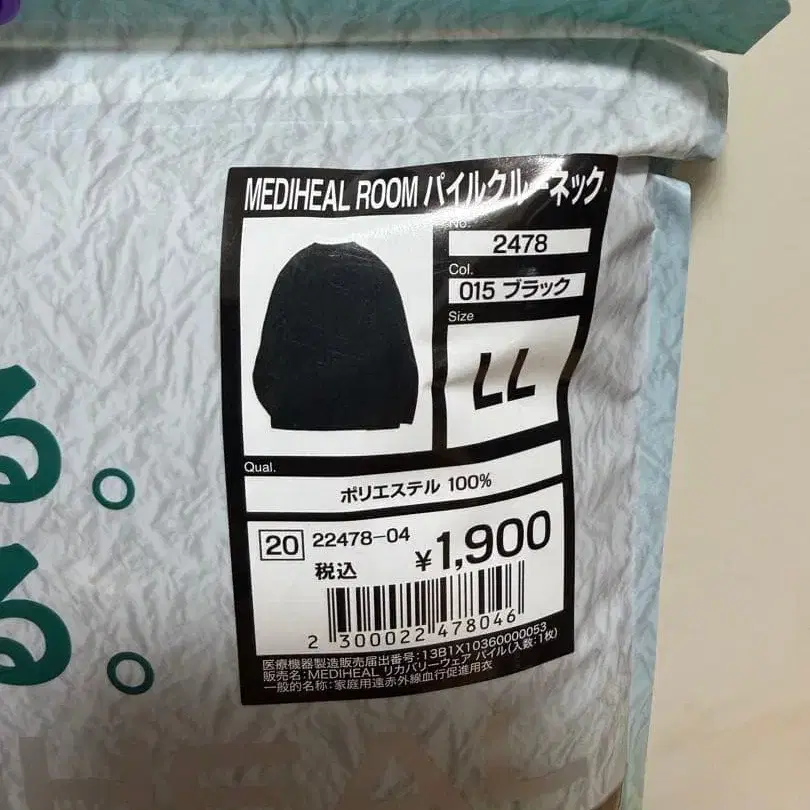 MEDIHEAL ROOM パイルクルーネック
No.
2478
Col.
015 ブラック
Size
LL
Qual.
ポリエステル 100%
20 22478-04
税込 ¥1,900
2 300022 478046
医療機器製造販売届出番号:13B1X10360000053
販売名:MEDIHEAL リカバリーウェア パイル(入数:1枚)
一般的名称:家庭用遠赤外線血行促進用衣
る。
る。